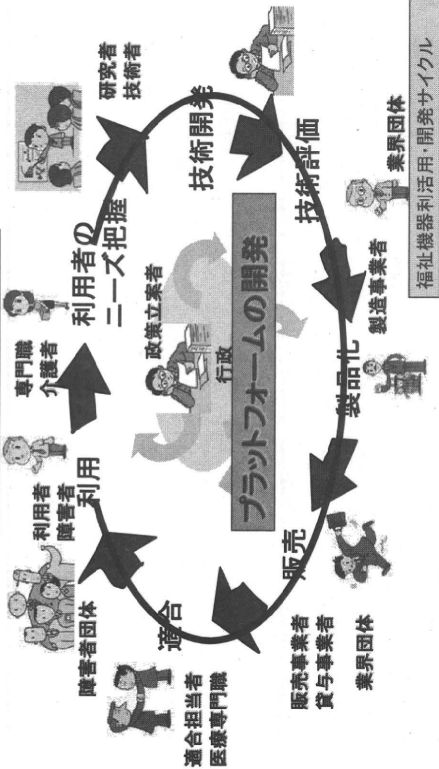 福祉機器利活用・開発サイクル
利用者の
ニーズ把握
専門職
介護者
研究者
技術者
技術開発
技術評価
業界団体
製造事業者
製品化
販売
販売事業者
貸与事業者
業界団体
適合
適合担当者
医療専門職
障害者団体
利用者
障害者
利用
政策立案者
行政
プラットフォームの開発